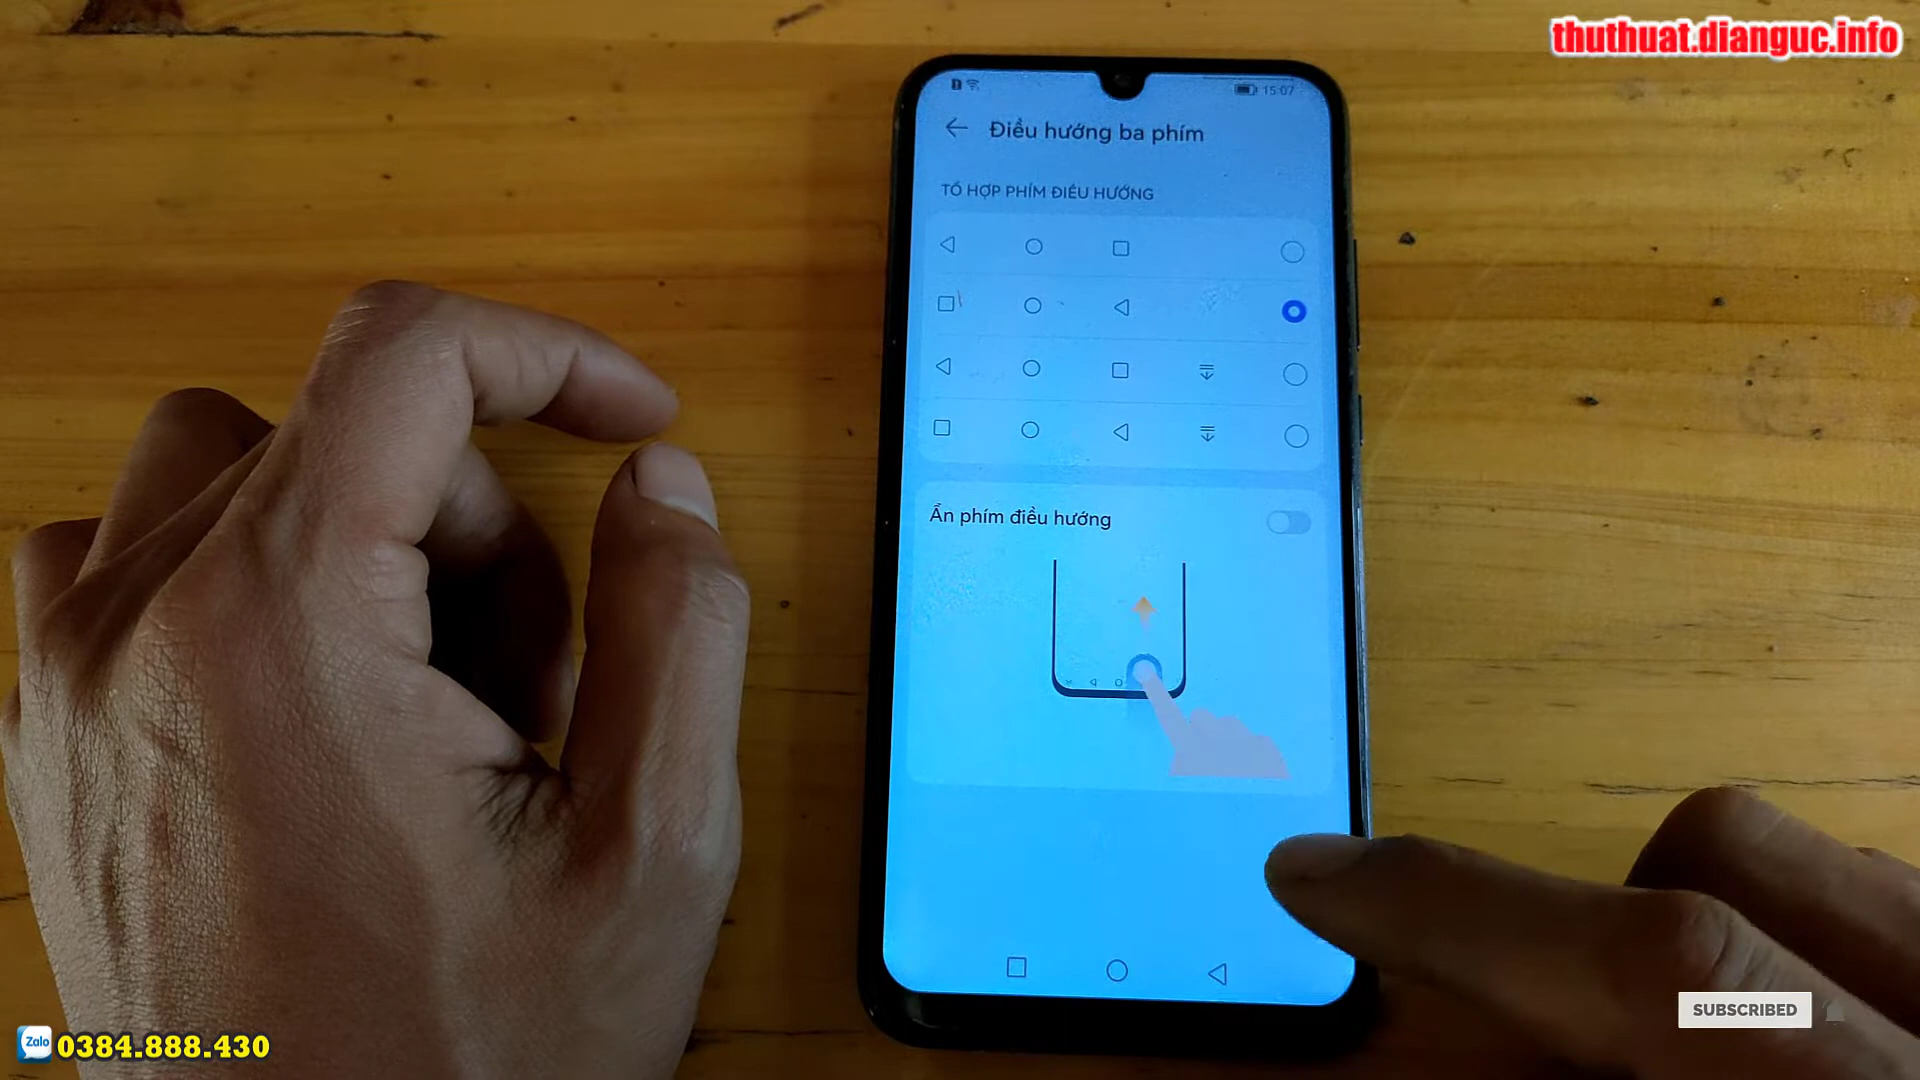 thuthuat.dianguc.info
15:07
Điều hướng ba phím
TỔ HỢP PHÍM ĐIỀU HƯỚNG
Ẩn phím điều hướng
SUBSCRIBED
Zalo 0384.888.430